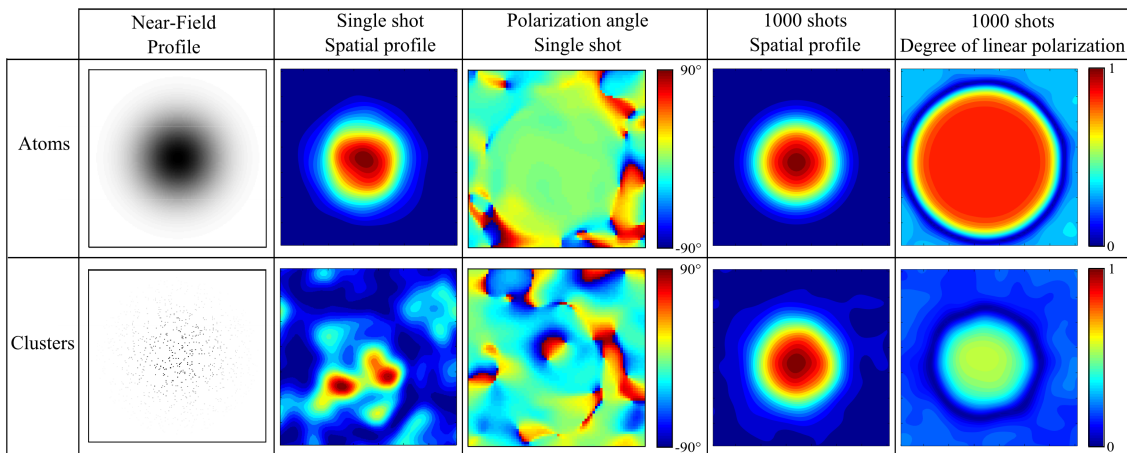 Near-Field
Profile
Single shot
Spatial profile
Polarization angle
Single shot
1000 shots
Spatial profile
1000 shots
Degree of linear polarization
Atoms
90°
-90°
1
0
Clusters
90°
-90°
1
0